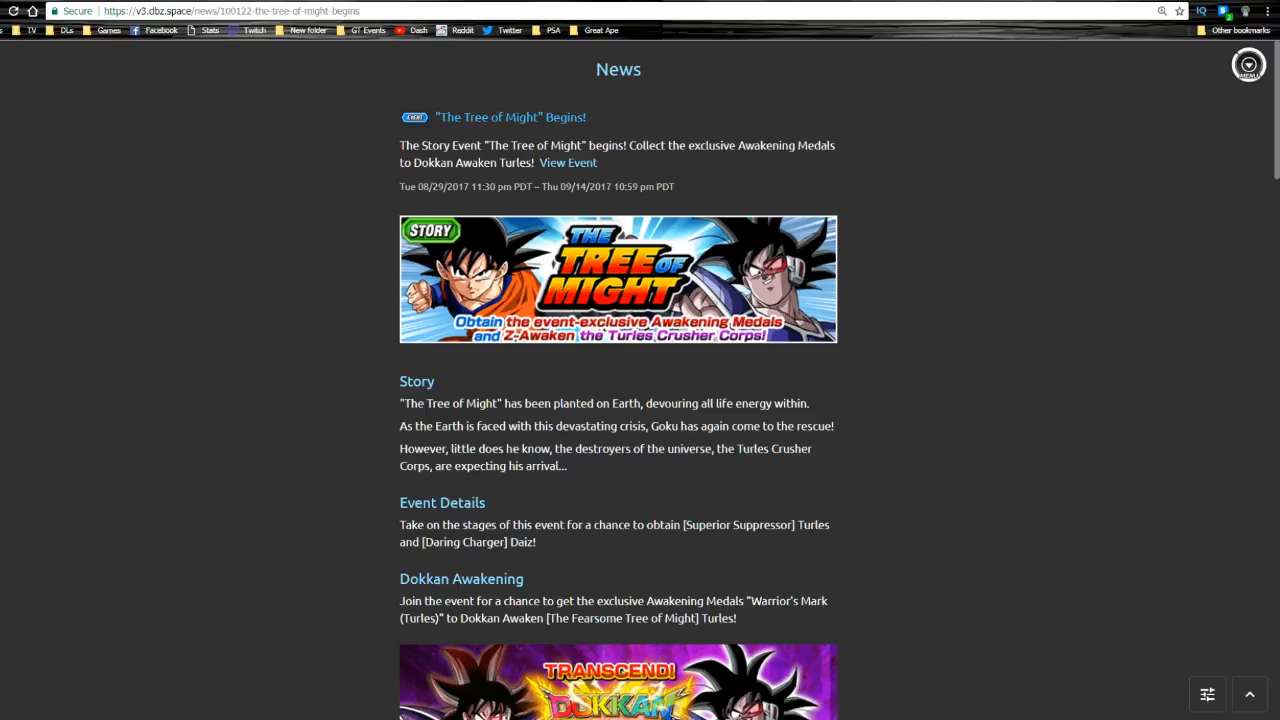 Secure https://v3.dbz.space/news/100122-the-tree-of-might-begins
TV DLs Games Facebook Stats Twitch New folder GT Events Dash Reddit Twitter PSA Great Ape Other bookmarks
News
MENU
EVENT "The Tree of Might" Begins!
The Story Event "The Tree of Might" begins! Collect the exclusive Awakening Medals
to Dokkan Awaken Turles! View Event
Tue 08/29/2017 11:30 pm PDT – Thu 09/14/2017 10:59 pm PDT
STORY
THE
TREE OF
MIGHT
Obtain the event-exclusive Awakening Medals
and Z-Awaken the Turles Crusher Corps!
Story
"The Tree of Might" has been planted on Earth, devouring all life energy within.
As the Earth is faced with this devastating crisis, Goku has again come to the rescue!
However, little does he know, the destroyers of the universe, the Turles Crusher
Corps, are expecting his arrival...
Event Details
Take on the stages of this event for a chance to obtain [Superior Suppressor] Turles
and [Daring Charger] Daiz!
Dokkan Awakening
Join the event for a chance to get the exclusive Awakening Medals "Warrior's Mark
(Turles)" to Dokkan Awaken [The Fearsome Tree of Might] Turles!
TRANSCEND!
DOKKAN